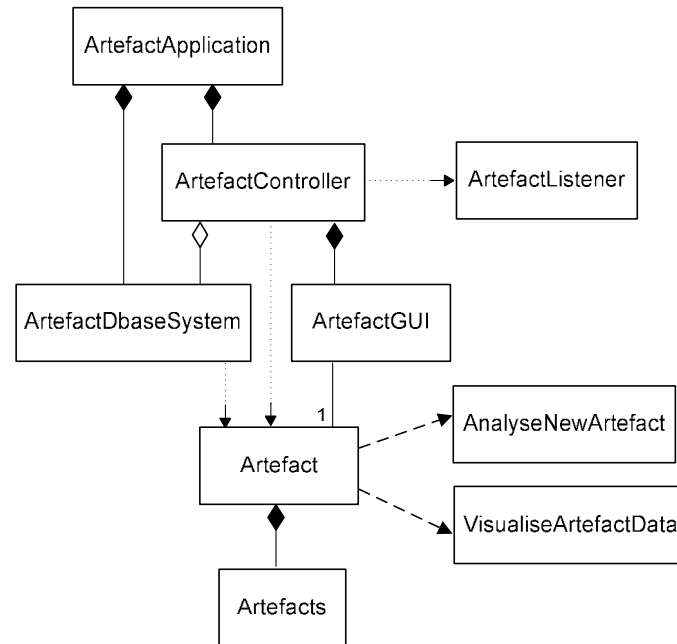 ArtefactApplication
ArtefactController
ArtefactListener
ArtefactDbaseSystem
ArtefactGUI
1
AnalyseNewArtefact
Artefact
VisualiseArtefactData
Artefacts